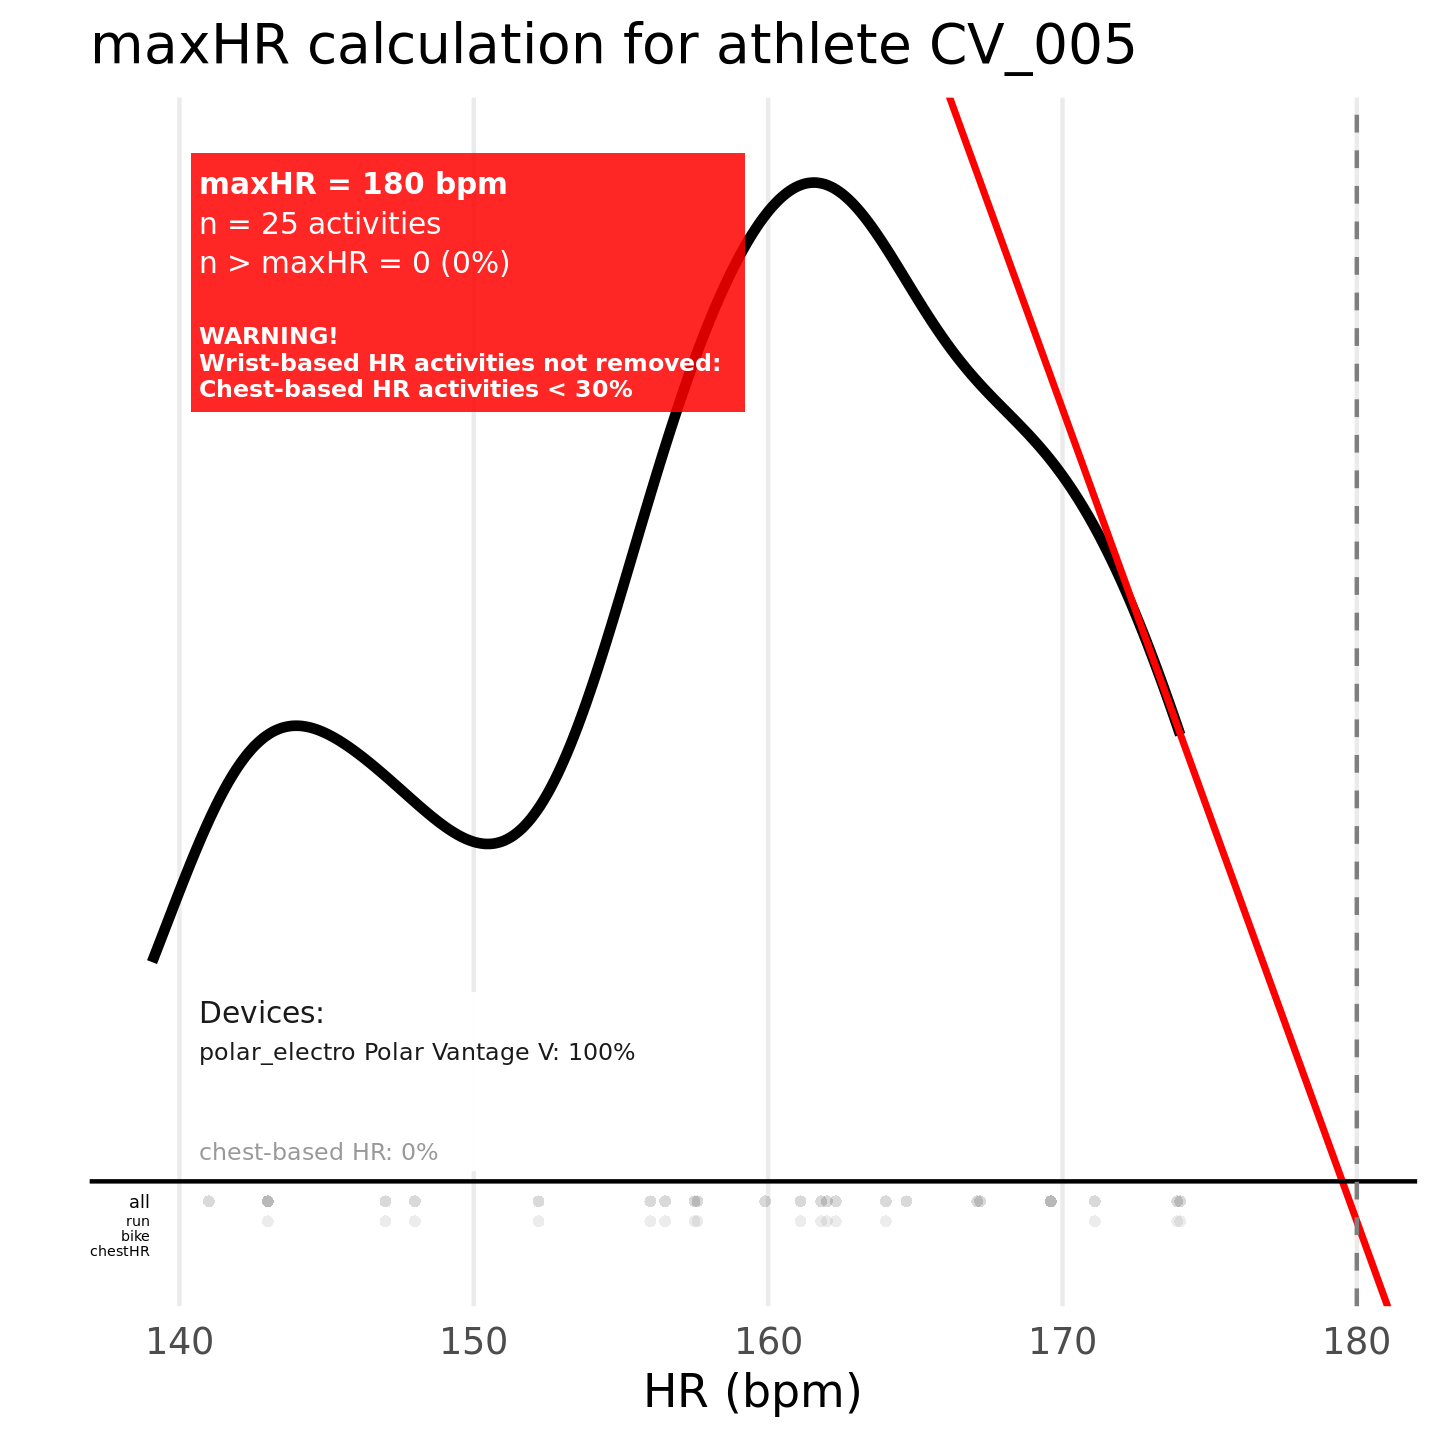 maxHR calculation for athlete CV_005
maxHR = 180 bpm
n = 25 activities
n > maxHR = 0 (0%)
WARNING!
Wrist-based HR activities not removed:
Chest-based HR activities < 30%
Devices:
polar_electro Polar Vantage V: 100%
chest-based HR: 0%
all
run
bike
chestHR
140 150 160 170 180
HR (bpm)